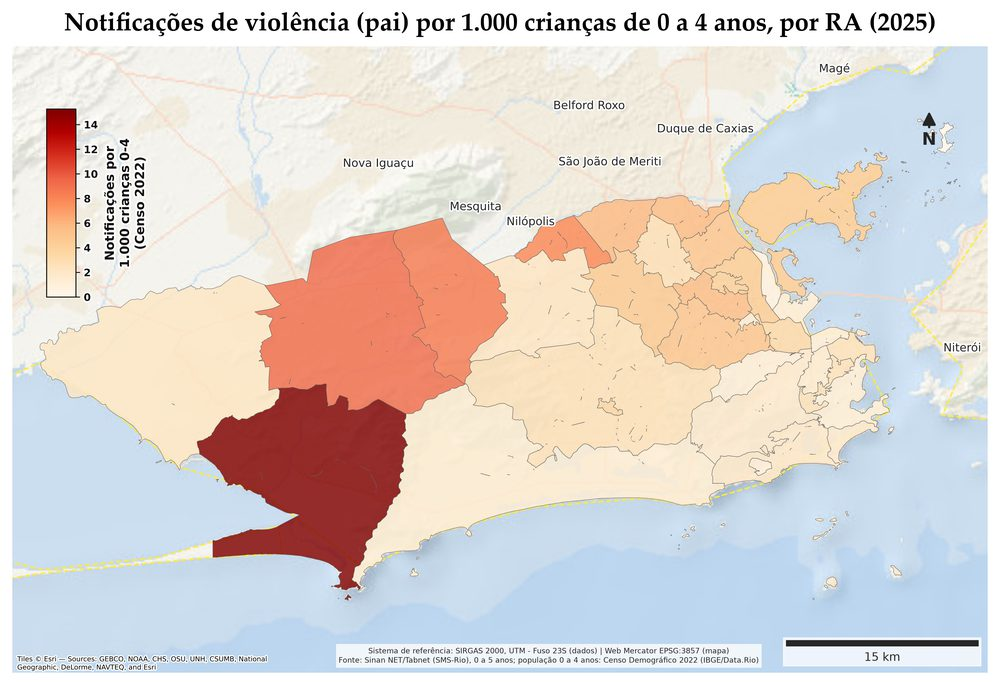 Notificações de violência (pai) por 1.000 crianças de 0 a 4 anos, por RA (2025)
Magé
Belford Roxo
Duque de Caxias
N
Nova Iguaçu
São João de Meriti
Mesquita
Nilópolis
Niterói
14
12
10
8
6
4
2
0
Notificações por
1.000 crianças 0-4
(Censo 2022)
Tiles © Esri — Sources: GEBCO, NOAA, CHS, OSU, UNH, CSUMB, National
Geographic, DeLorme, NAVTEQ, and Esri
Sistema de referência: SIRGAS 2000, UTM - Fuso 23S (dados) | Web Mercator EPSG:3857 (mapa)
Fonte: Sinan NET/Tabnet (SMS-Rio), 0 a 5 anos; população 0 a 4 anos: Censo Demográfico 2022 (IBGE/Data.Rio)
15 km